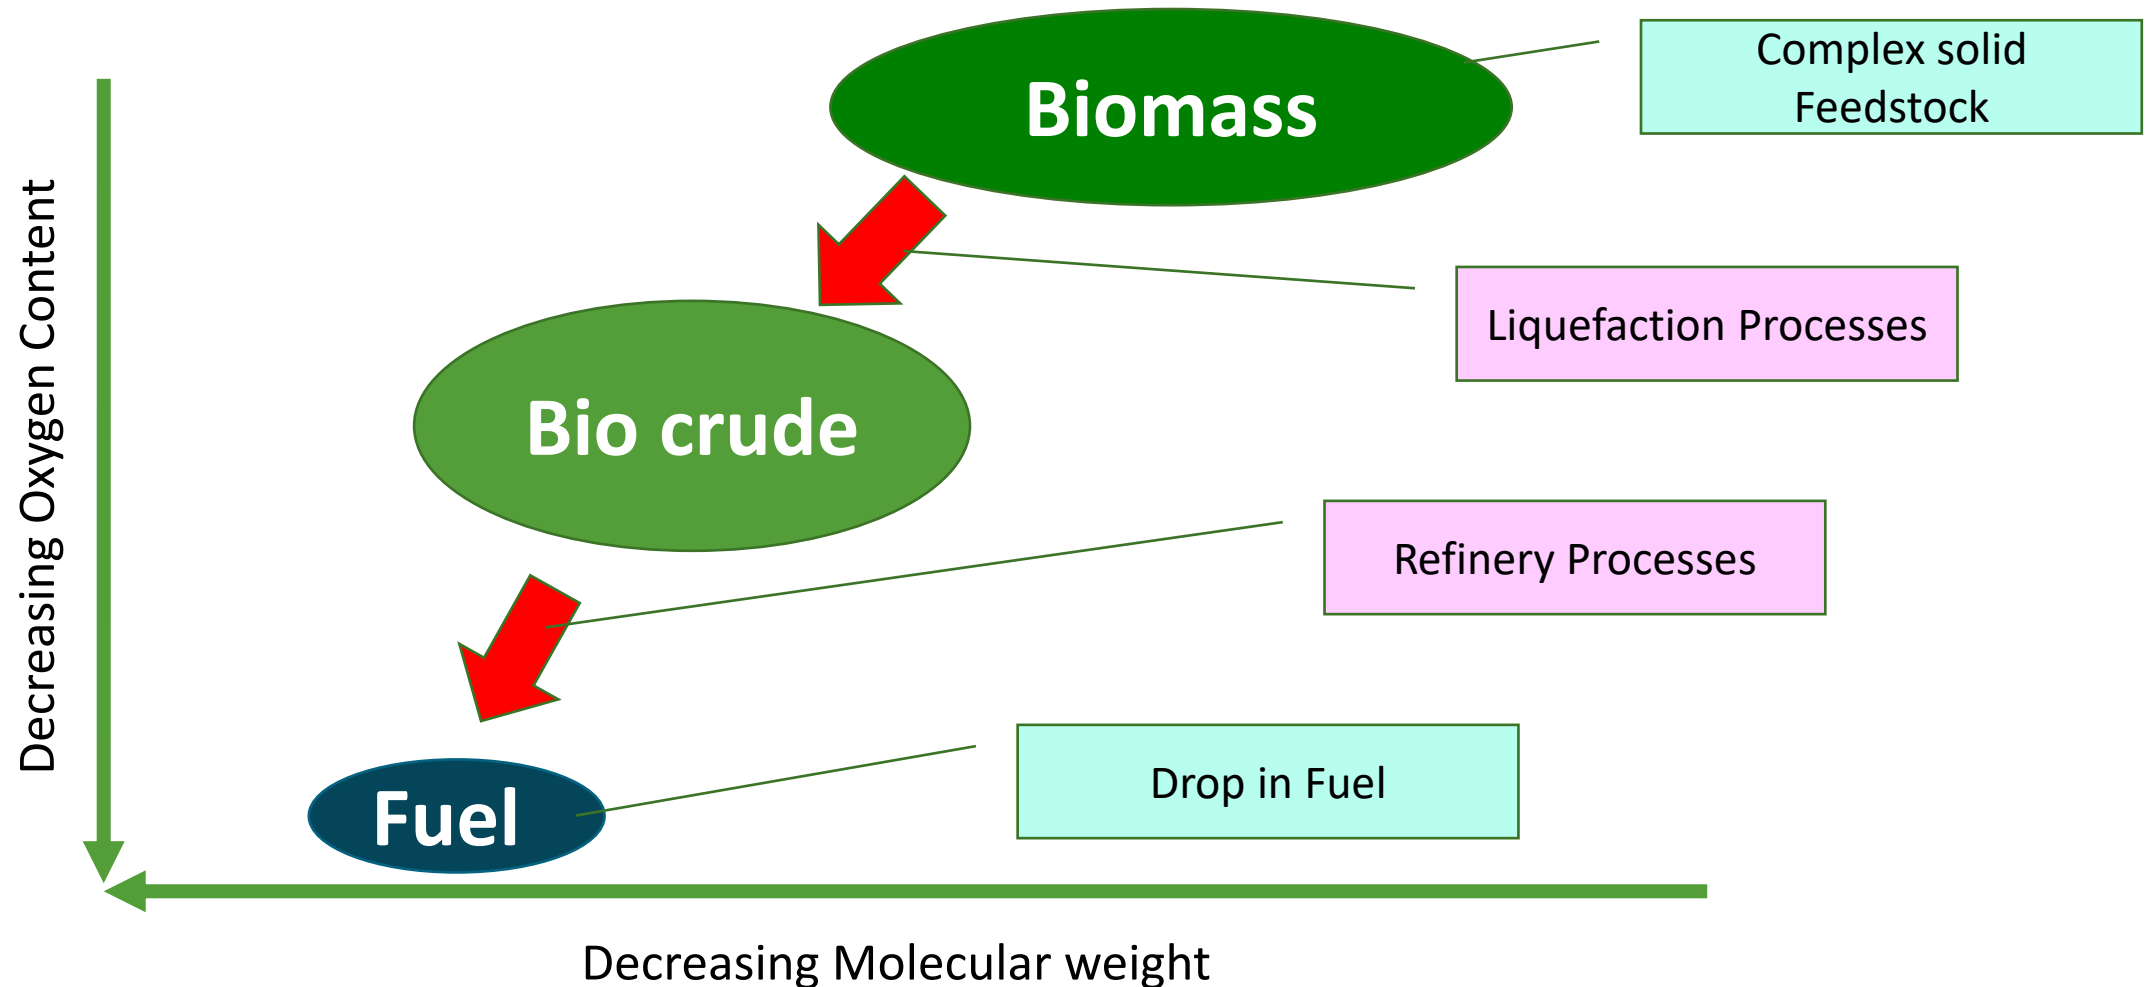 Biomass
Complex solid
Feedstock
Liquefaction Processes
Bio crude
Refinery Processes
Drop in Fuel
Fuel
Decreasing Oxygen Content
Decreasing Molecular weight